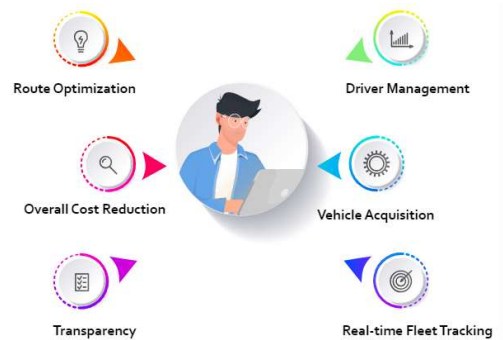 Route Optimization
Driver Management
Overall Cost Reduction
Vehicle Acquisition
Transparency
Real-time Fleet Tracking